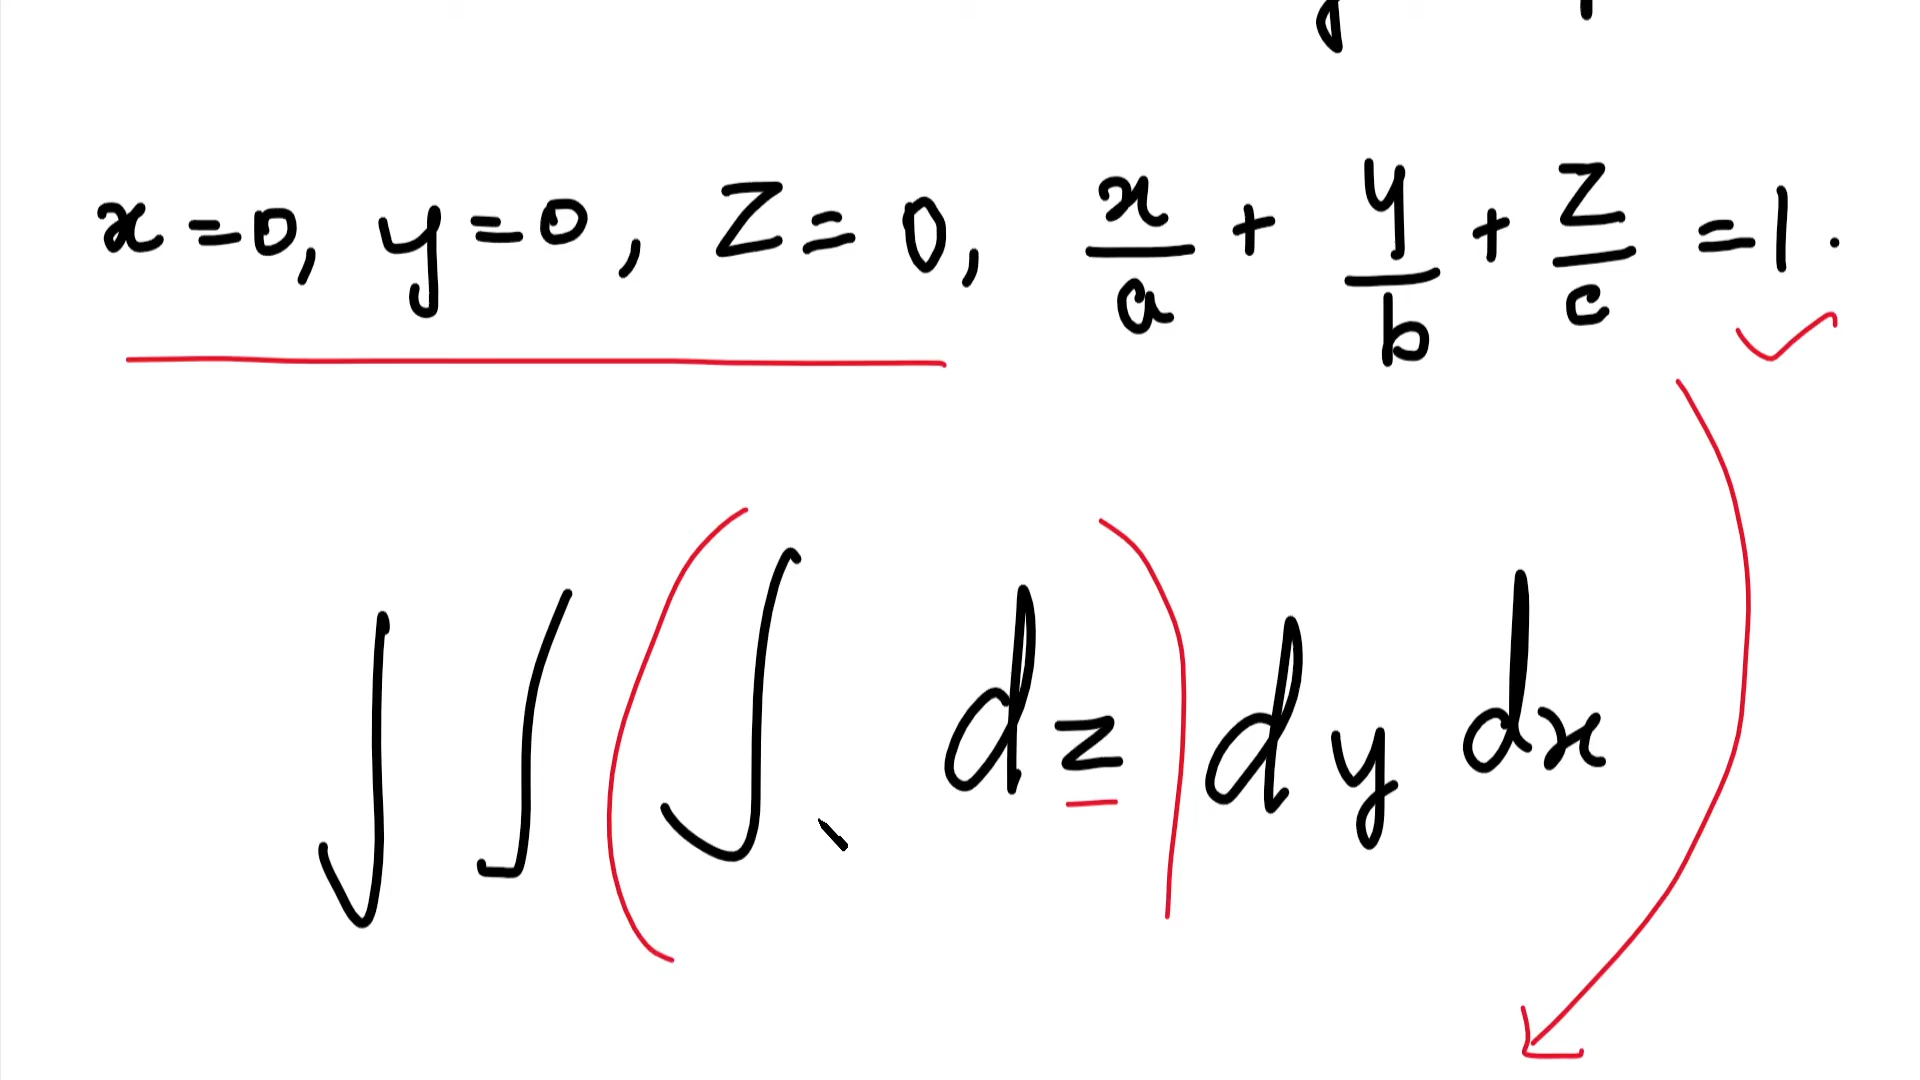 x=0, y=0, z=0, x/a + y/b + z/c =1.
∫∫(∫ dz) dy dx